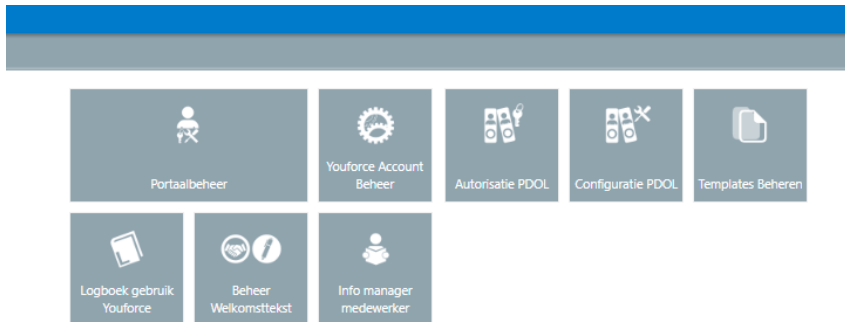 Portaalbeheer
Youforce Account
Beheer
Autorisatie PDOL
Configuratie PDOL
Templates Beheren
Logboek gebruik
Youforce
Beheer
Welkomsttekst
Info manager
medewerker